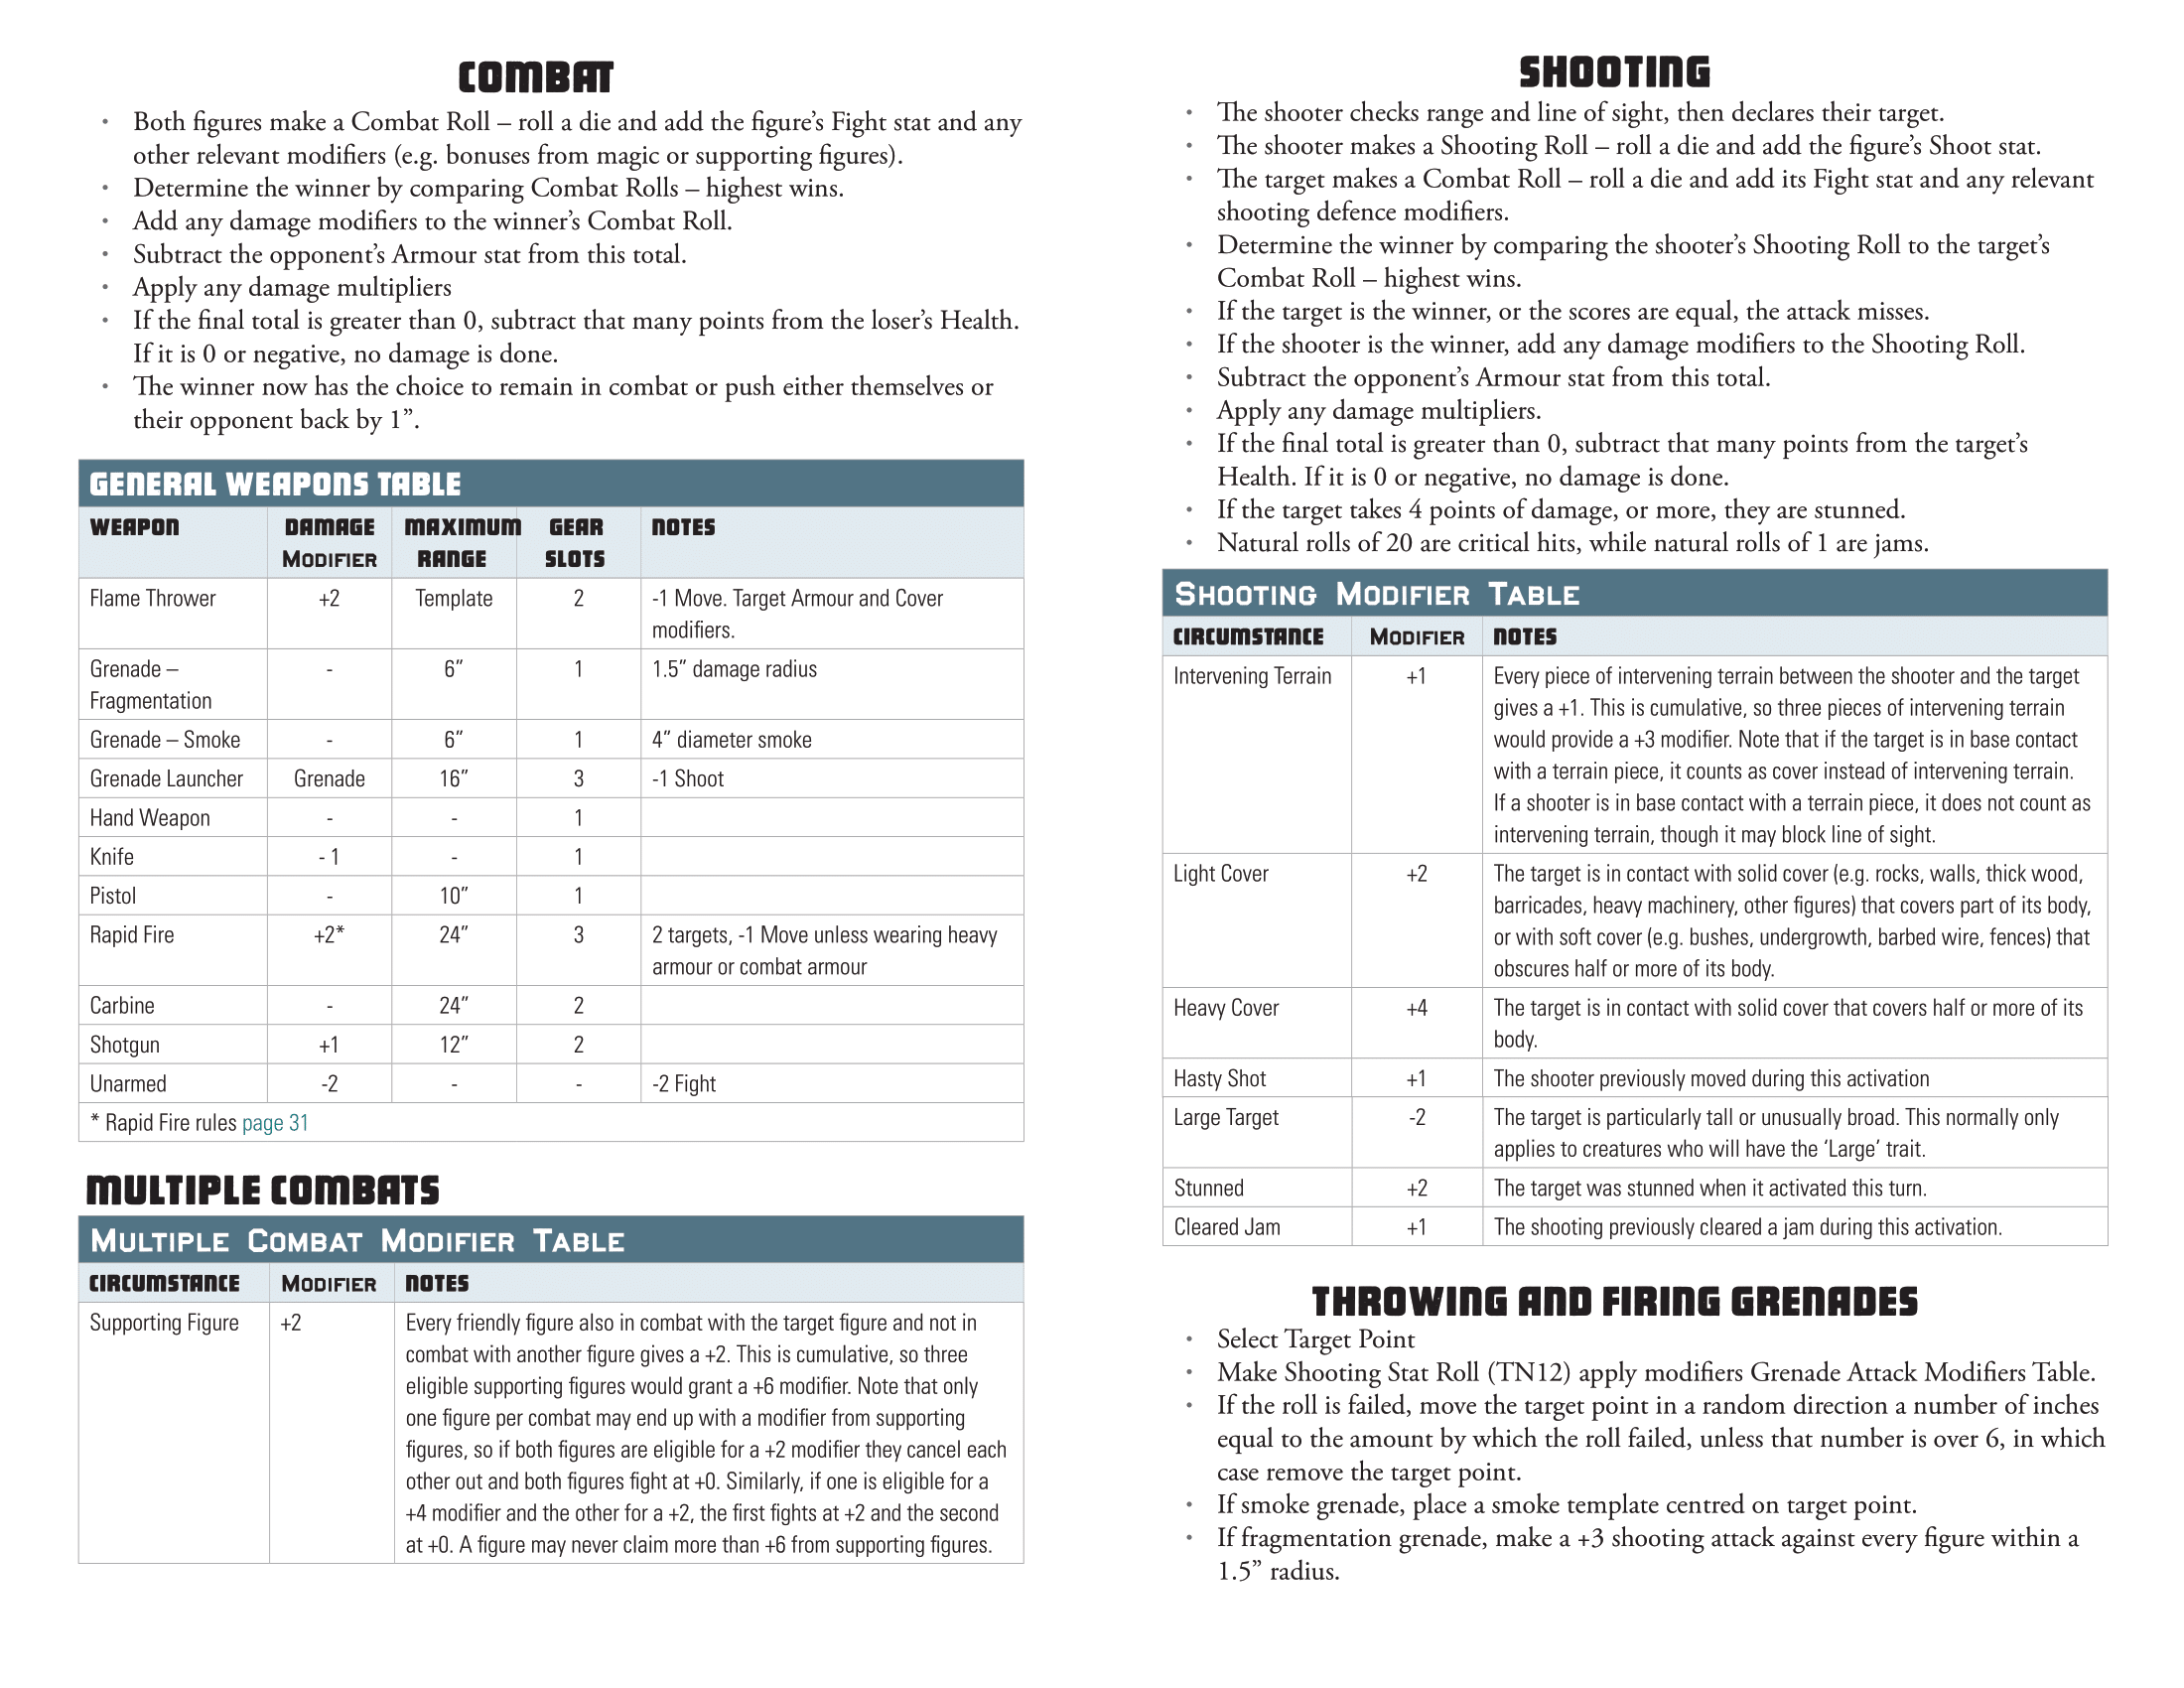 COMBAT
• Both figures make a Combat Roll – roll a die and add the figure’s Fight stat and any
other relevant modifiers (e.g. bonuses from magic or supporting figures).
• Determine the winner by comparing Combat Rolls – highest wins.
• Add any damage modifiers to the winner’s Combat Roll.
• Subtract the opponent’s Armour stat from this total.
• Apply any damage multipliers
• If the final total is greater than 0, subtract that many points from the loser’s Health.
If it is 0 or negative, no damage is done.
• The winner now has the choice to remain in combat or push either themselves or
their opponent back by 1”.
GENERAL WEAPONS TABLE
WEAPON DAMAGE MAXIMUM GEAR NOTES
MODIFIER RANGE SLOTS
Flame Thrower +2 Template 2 -1 Move. Target Armour and Cover
modifiers.
Grenade – - 6” 1 1.5” damage radius
Fragmentation
Grenade – Smoke - 6” 1 4” diameter smoke
Grenade Launcher Grenade 16” 3 -1 Shoot
Hand Weapon - - 1
Knife - 1 - 1
Pistol - 10” 1
Rapid Fire +2* 24” 3 2 targets, -1 Move unless wearing heavy
armour or combat armour
Carbine - 24” 2
Shotgun +1 12” 2
Unarmed -2 - - -2 Fight
* Rapid Fire rules page 31
MULTIPLE COMBATS
MULTIPLE COMBAT MODIFIER TABLE
CIRCUMSTANCE MODIFIER NOTES
Supporting Figure +2 Every friendly figure also in combat with the target figure and not in
combat with another figure gives a +2. This is cumulative, so three
eligible supporting figures would grant a +6 modifier. Note that only
one figure per combat may end up with a modifier from supporting
figures, so if both figures are eligible for a +2 modifier they cancel each
other out and both figures fight at +0. Similarly, if one is eligible for a
+4 modifier and the other for a +2, the first fights at +2 and the second
at +0. A figure may never claim more than +6 from supporting figures.
SHOOTING
• The shooter checks range and line of sight, then declares their target.
• The shooter makes a Shooting Roll – roll a die and add the figure’s Shoot stat.
• The target makes a Combat Roll – roll a die and add its Fight stat and any relevant
shooting defence modifiers.
• Determine the winner by comparing the shooter’s Shooting Roll to the target’s
Combat Roll – highest wins.
• If the target is the winner, or the scores are equal, the attack misses.
• If the shooter is the winner, add any damage modifiers to the Shooting Roll.
• Subtract the opponent’s Armour stat from this total.
• Apply any damage multipliers.
• If the final total is greater than 0, subtract that many points from the target’s
Health. If it is 0 or negative, no damage is done.
• If the target takes 4 points of damage, or more, they are stunned.
• Natural rolls of 20 are critical hits, while natural rolls of 1 are jams.
SHOOTING MODIFIER TABLE
CIRCUMSTANCE MODIFIER NOTES
Intervening Terrain +1 Every piece of intervening terrain between the shooter and the target
gives a +1. This is cumulative, so three pieces of intervening terrain
would provide a +3 modifier. Note that if the target is in base contact
with a terrain piece, it counts as cover instead of intervening terrain.
If a shooter is in base contact with a terrain piece, it does not count as
intervening terrain, though it may block line of sight.
Light Cover +2 The target is in contact with solid cover (e.g. rocks, walls, thick wood,
barricades, heavy machinery, other figures) that covers part of its body,
or with soft cover (e.g. bushes, undergrowth, barbed wire, fences) that
obscures half or more of its body.
Heavy Cover +4 The target is in contact with solid cover that covers half or more of its
body.
Hasty Shot +1 The shooter previously moved during this activation
Large Target -2 The target is particularly tall or unusually broad. This normally only
applies to creatures who will have the ‘Large’ trait.
Stunned +2 The target was stunned when it activated this turn.
Cleared Jam +1 The shooting previously cleared a jam during this activation.
THROWING AND FIRING GRENADES
• Select Target Point
• Make Shooting Stat Roll (TN12) apply modifiers Grenade Attack Modifiers Table.
• If the roll is failed, move the target point in a random direction a number of inches
equal to the amount by which the roll failed, unless that number is over 6, in which
case remove the target point.
• If smoke grenade, place a smoke template centred on target point.
• If fragmentation grenade, make a +3 shooting attack against every figure within a
1.5” radius.